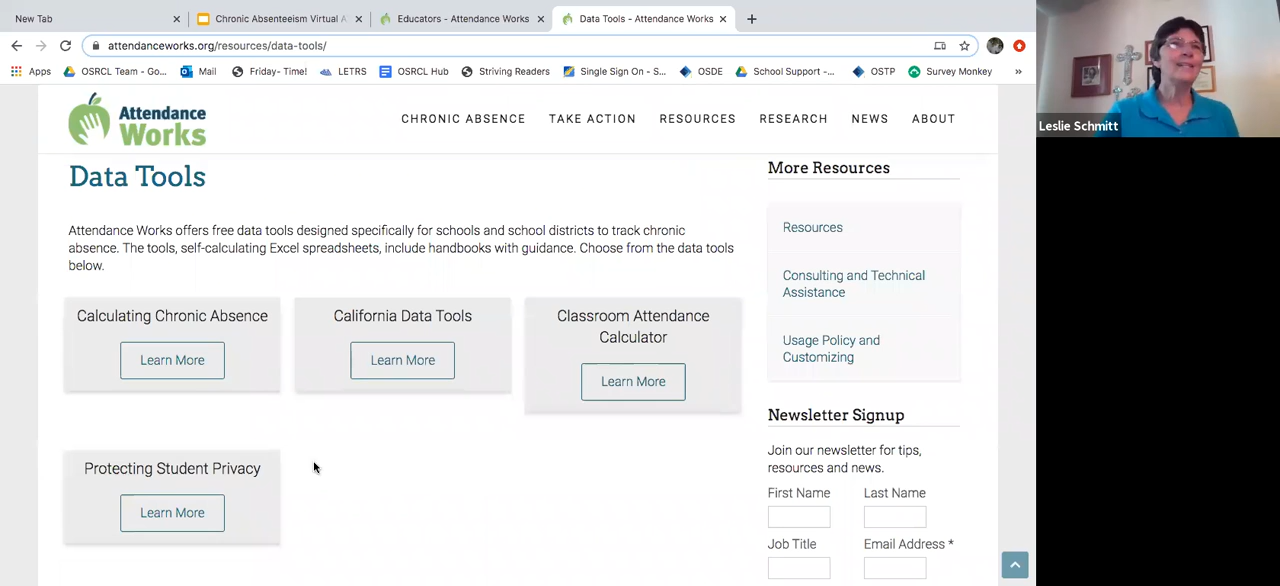 New Tab
Chronic Absenteeism Virtual A
Educators - Attendance Works
Data Tools - Attendance Works
attendanceworks.org/resources/data-tools/
Apps
OSRCL Team - Go...
Mail
Friday- Time!
LETRS
OSRCL Hub
Striving Readers
Single Sign On - S...
OSDE
School Support -...
OSTP
Survey Monkey
»
Attendance
Works
CHRONIC ABSENCE
TAKE ACTION
RESOURCES
RESEARCH
NEWS
ABOUT
Leslie Schmitt
Data Tools
Attendance Works offers free data tools designed specifically for schools and school districts to track chronic
absence. The tools, self-calculating Excel spreadsheets, include handbooks with guidance. Choose from the data tools
below.
Calculating Chronic Absence
Learn More
California Data Tools
Learn More
Classroom Attendance
Calculator
Learn More
Protecting Student Privacy
Learn More
More Resources
Resources
Consulting and Technical
Assistance
Usage Policy and
Customizing
Newsletter Signup
Join our newsletter for tips,
resources and news.
First Name
Last Name
Job Title
Email Address *